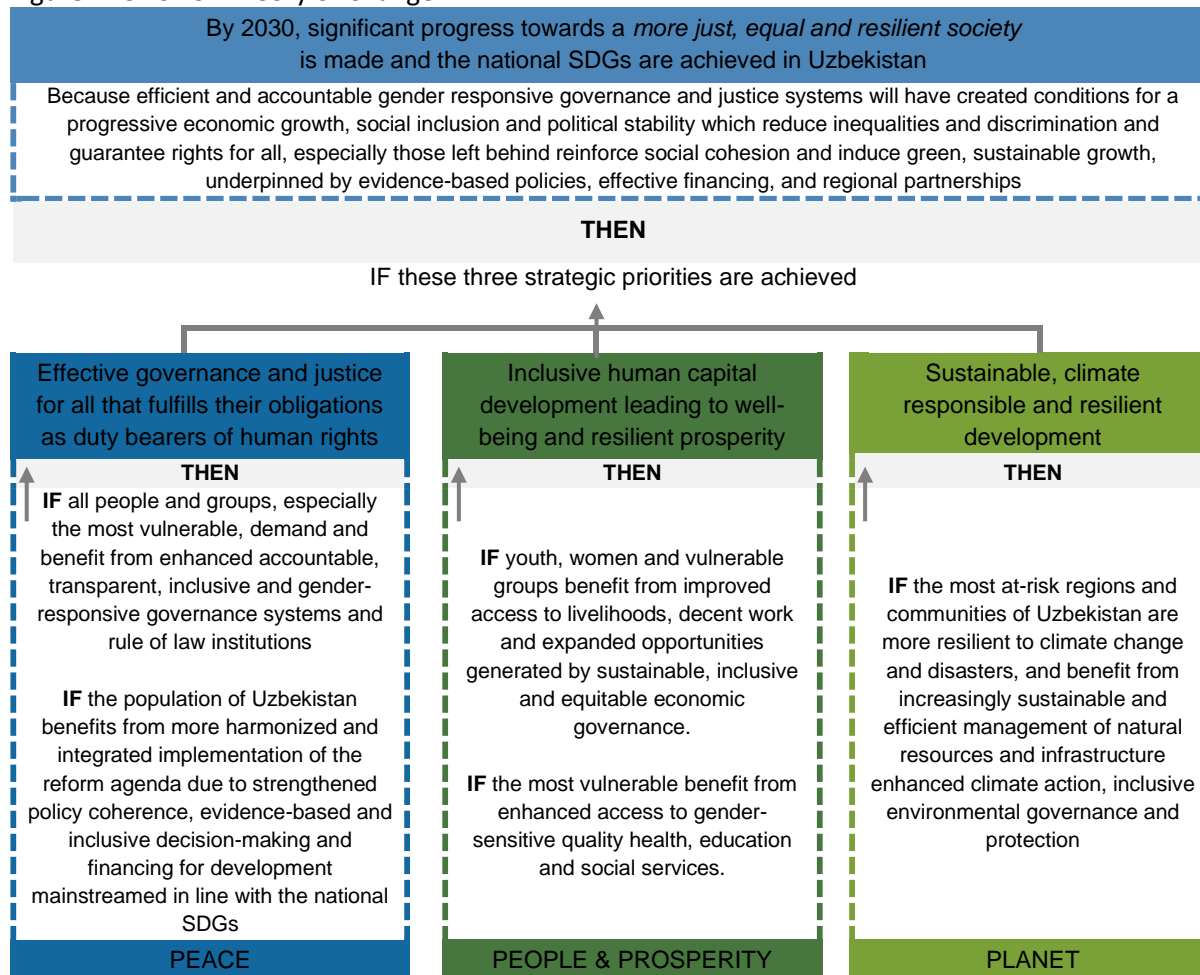 By 2030, significant progress towards a more just, equal and resilient society
is made and the national SDGs are achieved in Uzbekistan
Because efficient and accountable gender responsive governance and justice systems will have created conditions for a
progressive economic growth, social inclusion and political stability which reduce inequalities and discrimination and
guarantee rights for all, especially those left behind reinforce social cohesion and induce green, sustainable growth,
underpinned by evidence-based policies, effective financing, and regional partnerships
THEN
IF these three strategic priorities are achieved
Effective governance and justice
for all that fulfills their obligations
as duty bearers of human rights
THEN
IF all people and groups, especially
the most vulnerable, demand and
benefit from enhanced accountable,
transparent, inclusive and gender-
responsive governance systems and
rule of law institutions
IF the population of Uzbekistan
benefits from more harmonized and
integrated implementation of the
reform agenda due to strengthened
policy coherence, evidence-based and
inclusive decision-making and
financing for development
mainstreamed in line with the national
SDGs
PEACE
Inclusive human capital
development leading to well-
being and resilient prosperity
THEN
IF youth, women and vulnerable
groups benefit from improved
access to livelihoods, decent work
and expanded opportunities
generated by sustainable, inclusive
and equitable economic
governance.
IF the most vulnerable benefit from
enhanced access to gender-
sensitive quality health, education
and social services.
PEOPLE & PROSPERITY
Sustainable, climate
responsible and resilient
development
THEN
IF the most at-risk regions and
communities of Uzbekistan are
more resilient to climate change
and disasters, and benefit from
increasingly sustainable and
efficient management of natural
resources and infrastructure
enhanced climate action, inclusive
environmental governance and
protection
PLANET